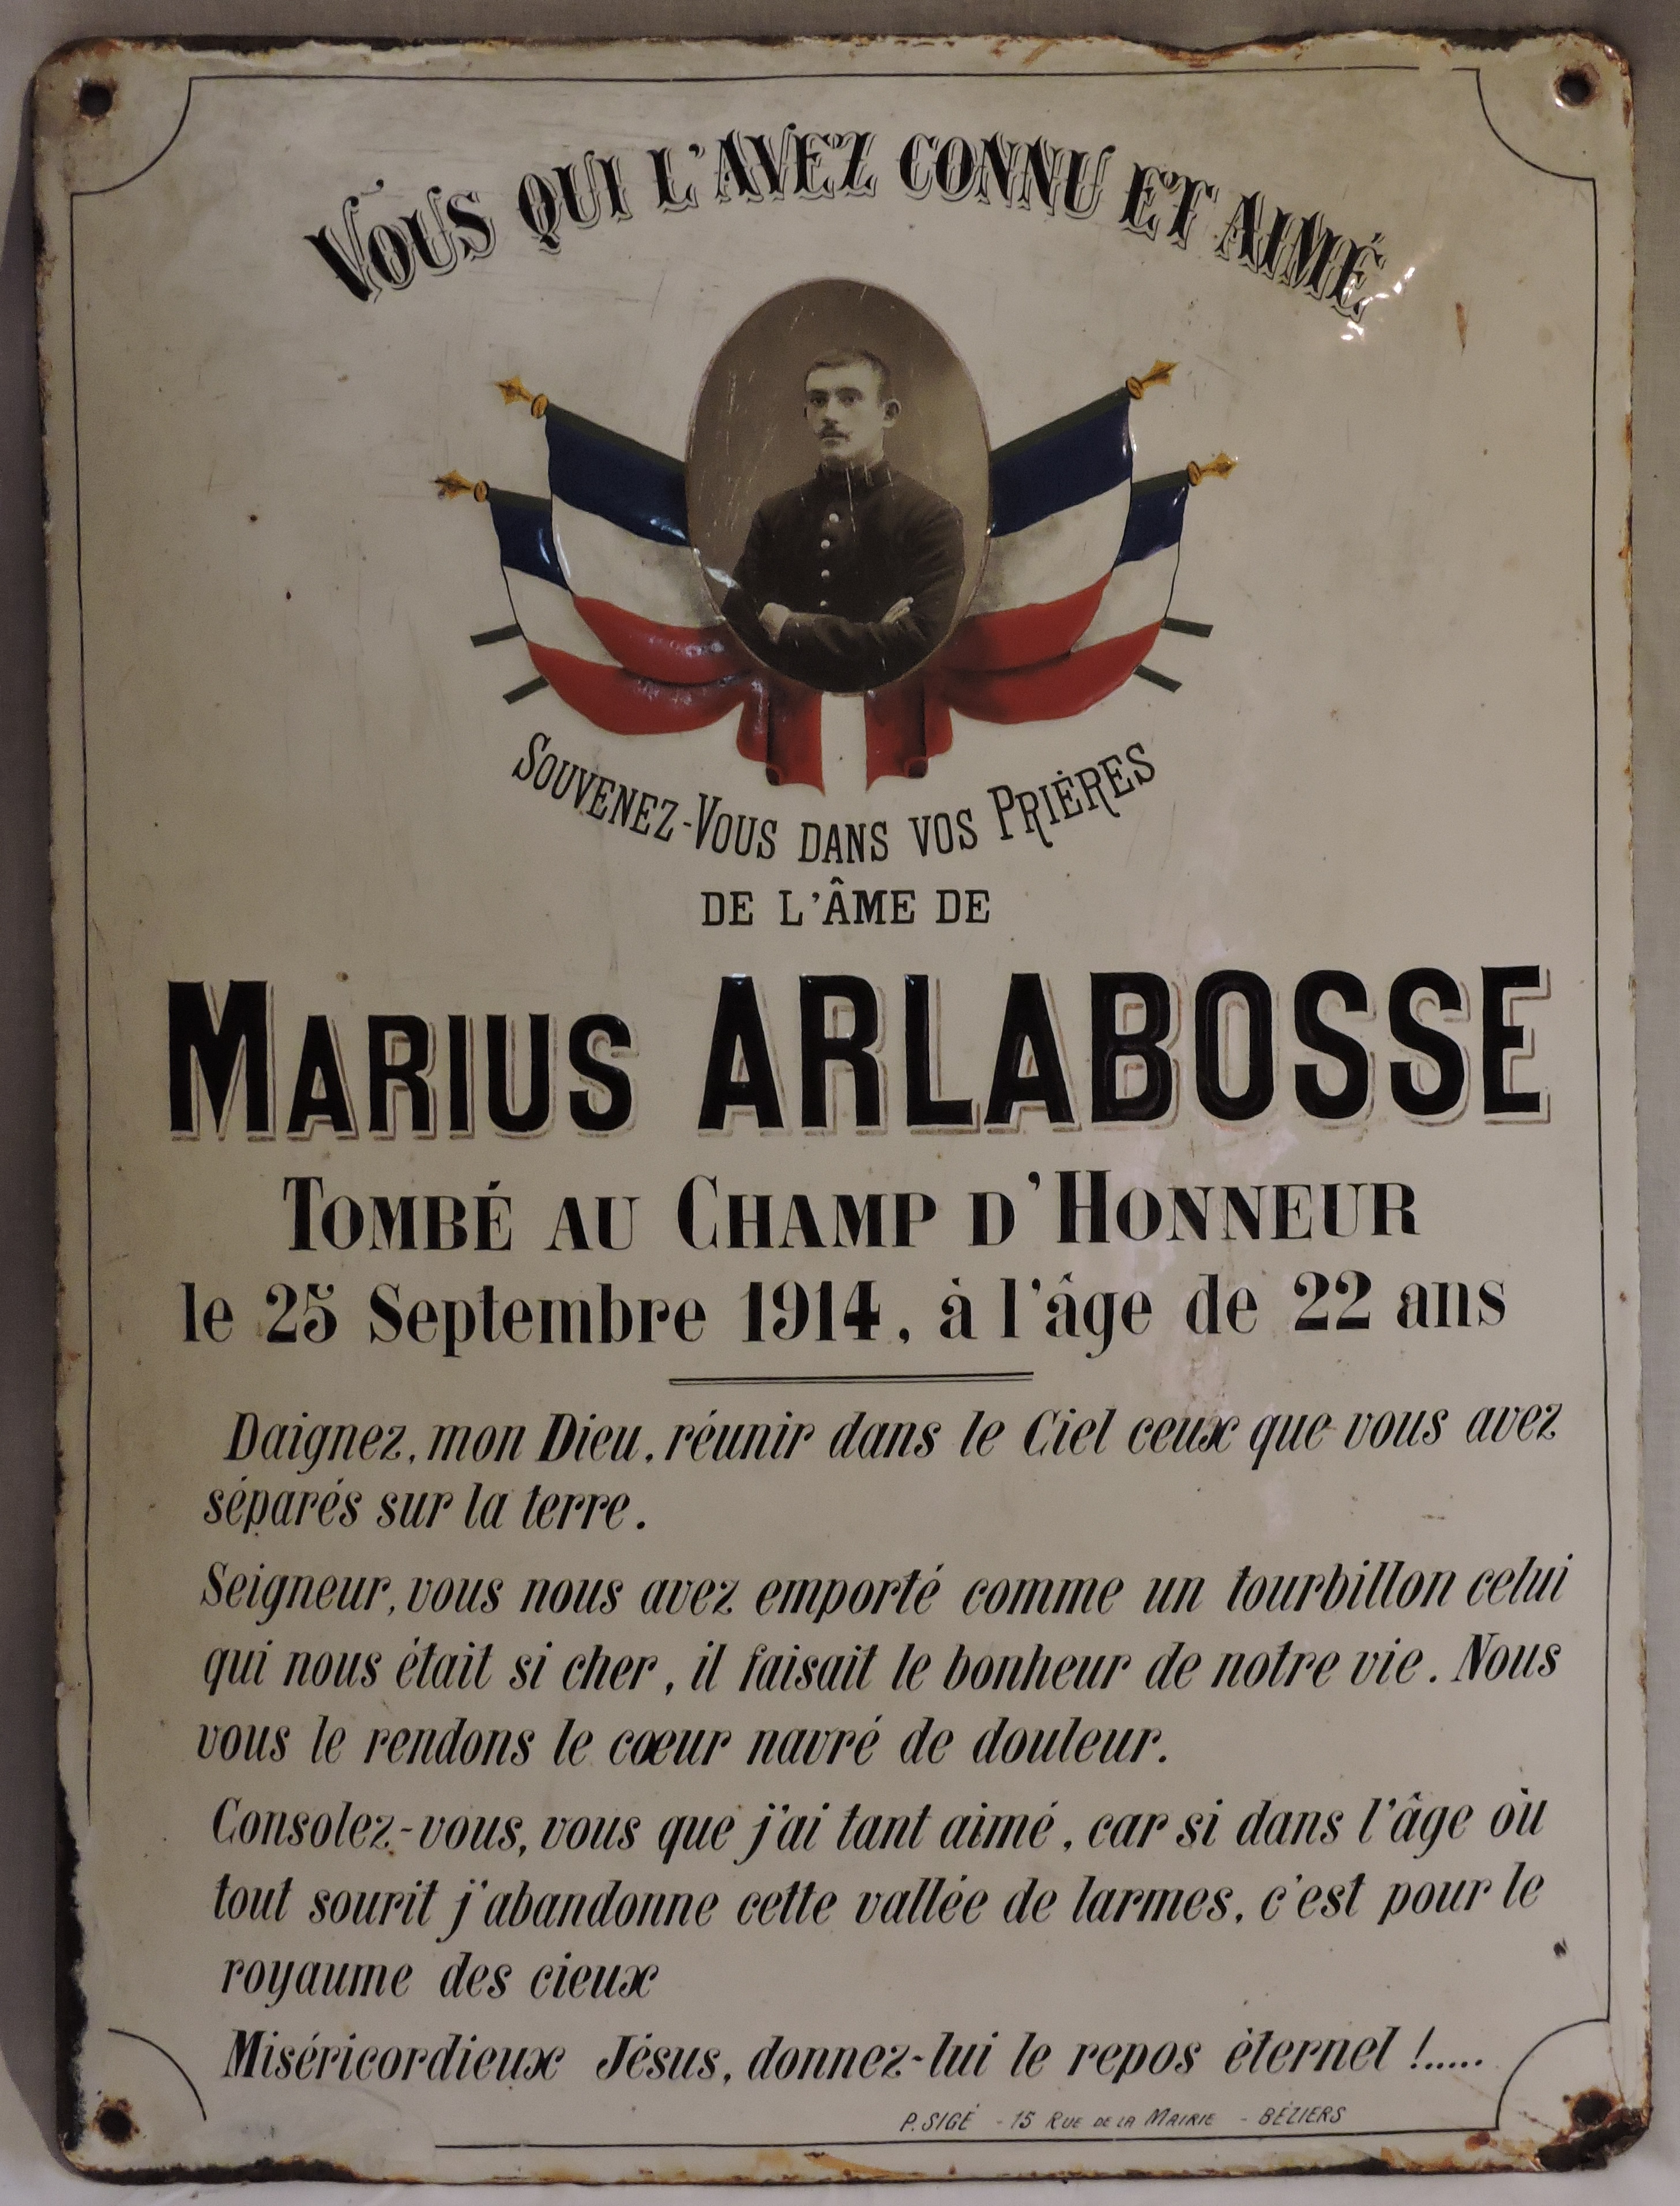 VOUS QUI L'AVEZ CONNU ET AIMÉ
SOUVENEZ-VOUS DANS VOS PRIÈRES
DE L'ÂME DE
MARIUS ARLABOSSE
TOMBÉ AU CHAMP D'HONNEUR
le 25 Septembre 1914, à l'âge de 22 ans
Daignez, mon Dieu, réunir dans le Ciel ceux que vous avez
séparés sur la terre.
Seigneur, vous nous avez emporté comme un tourbillon celui
qui nous était si cher, il faisait le bonheur de notre vie. Nous
vous le rendons le cœur navré de douleur.
Consolez-vous, vous que j'ai tant aimé, car si dans l'âge où
tout sourit j'abandonne cette vallée de larmes, c'est pour le
royaume des cieux
Miséricordieux Jésus, donnez-lui le repos éternel !.....
P. SIGÉ - 15 RUE DE LA MAIRIE - BÉZIERS